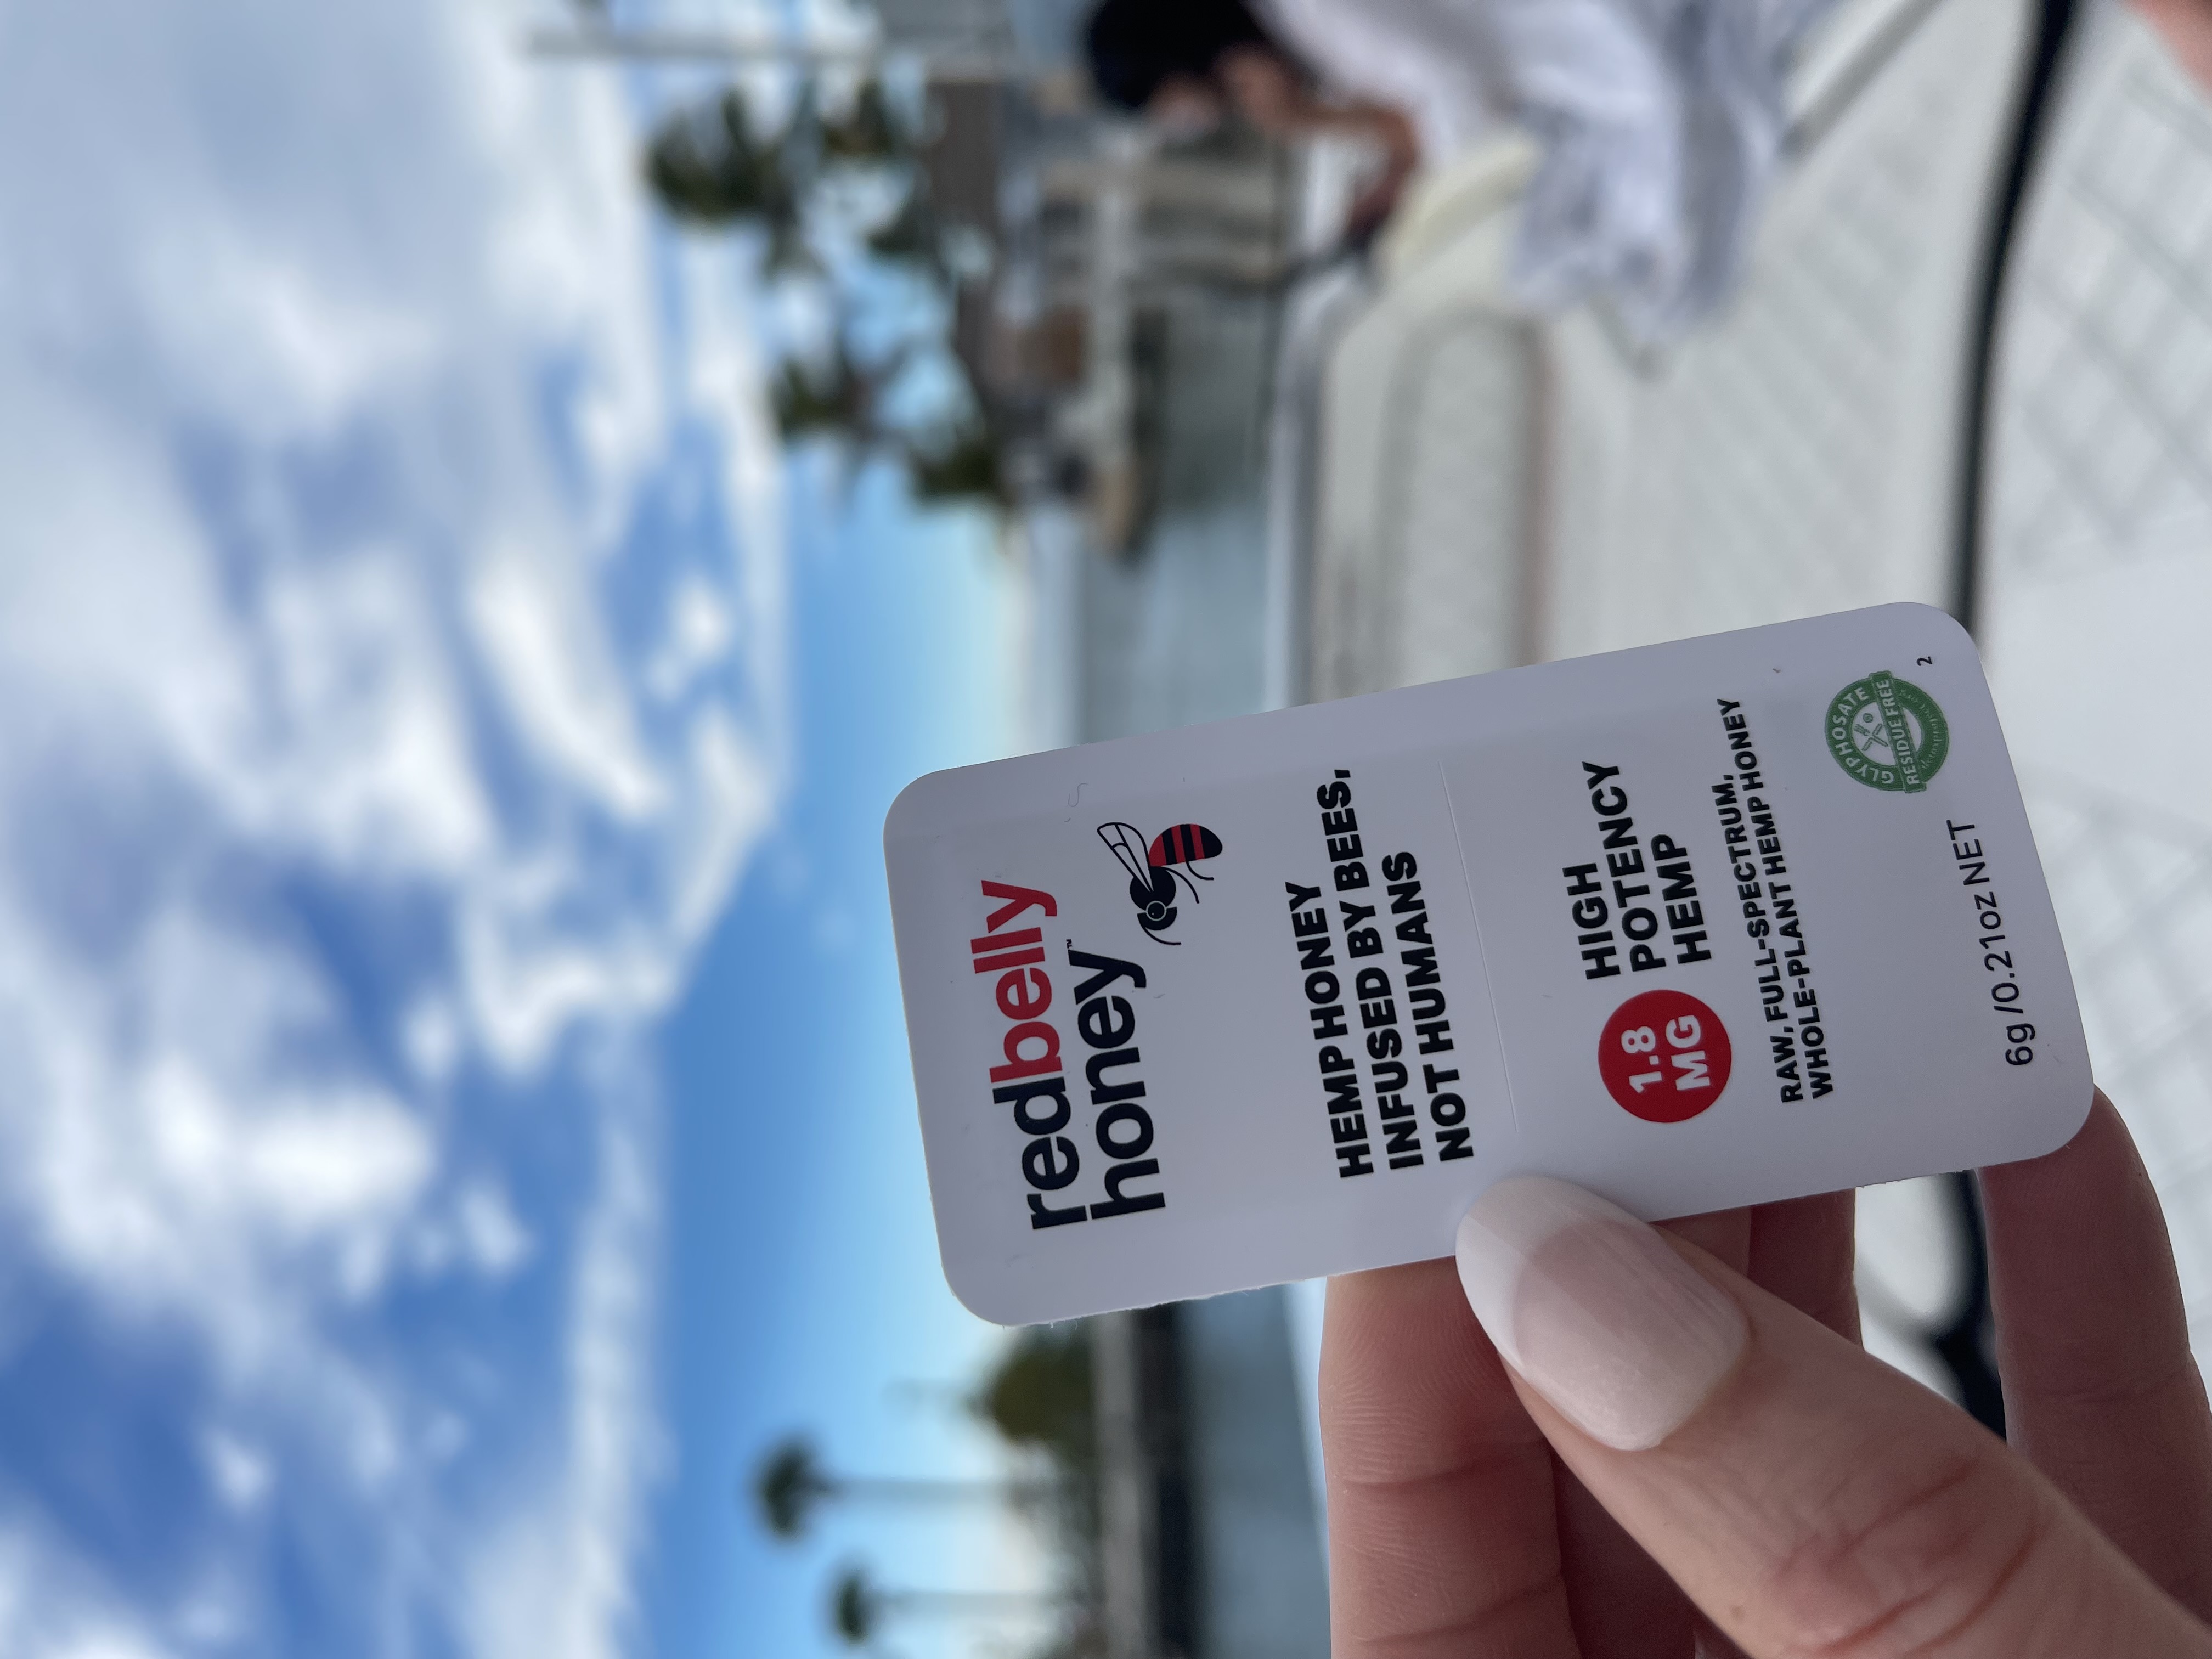 redbelly
honey™
HEMP HONEY
INFUSED BY BEES,
NOT HUMANS
1.8
MG
HIGH
POTENCY
HEMP
RAW, FULL-SPECTRUM,
WHOLE-PLANT HEMP HONEY
6g /0.21oz NET
GLYPHOSATE
RESIDUE FREE
2